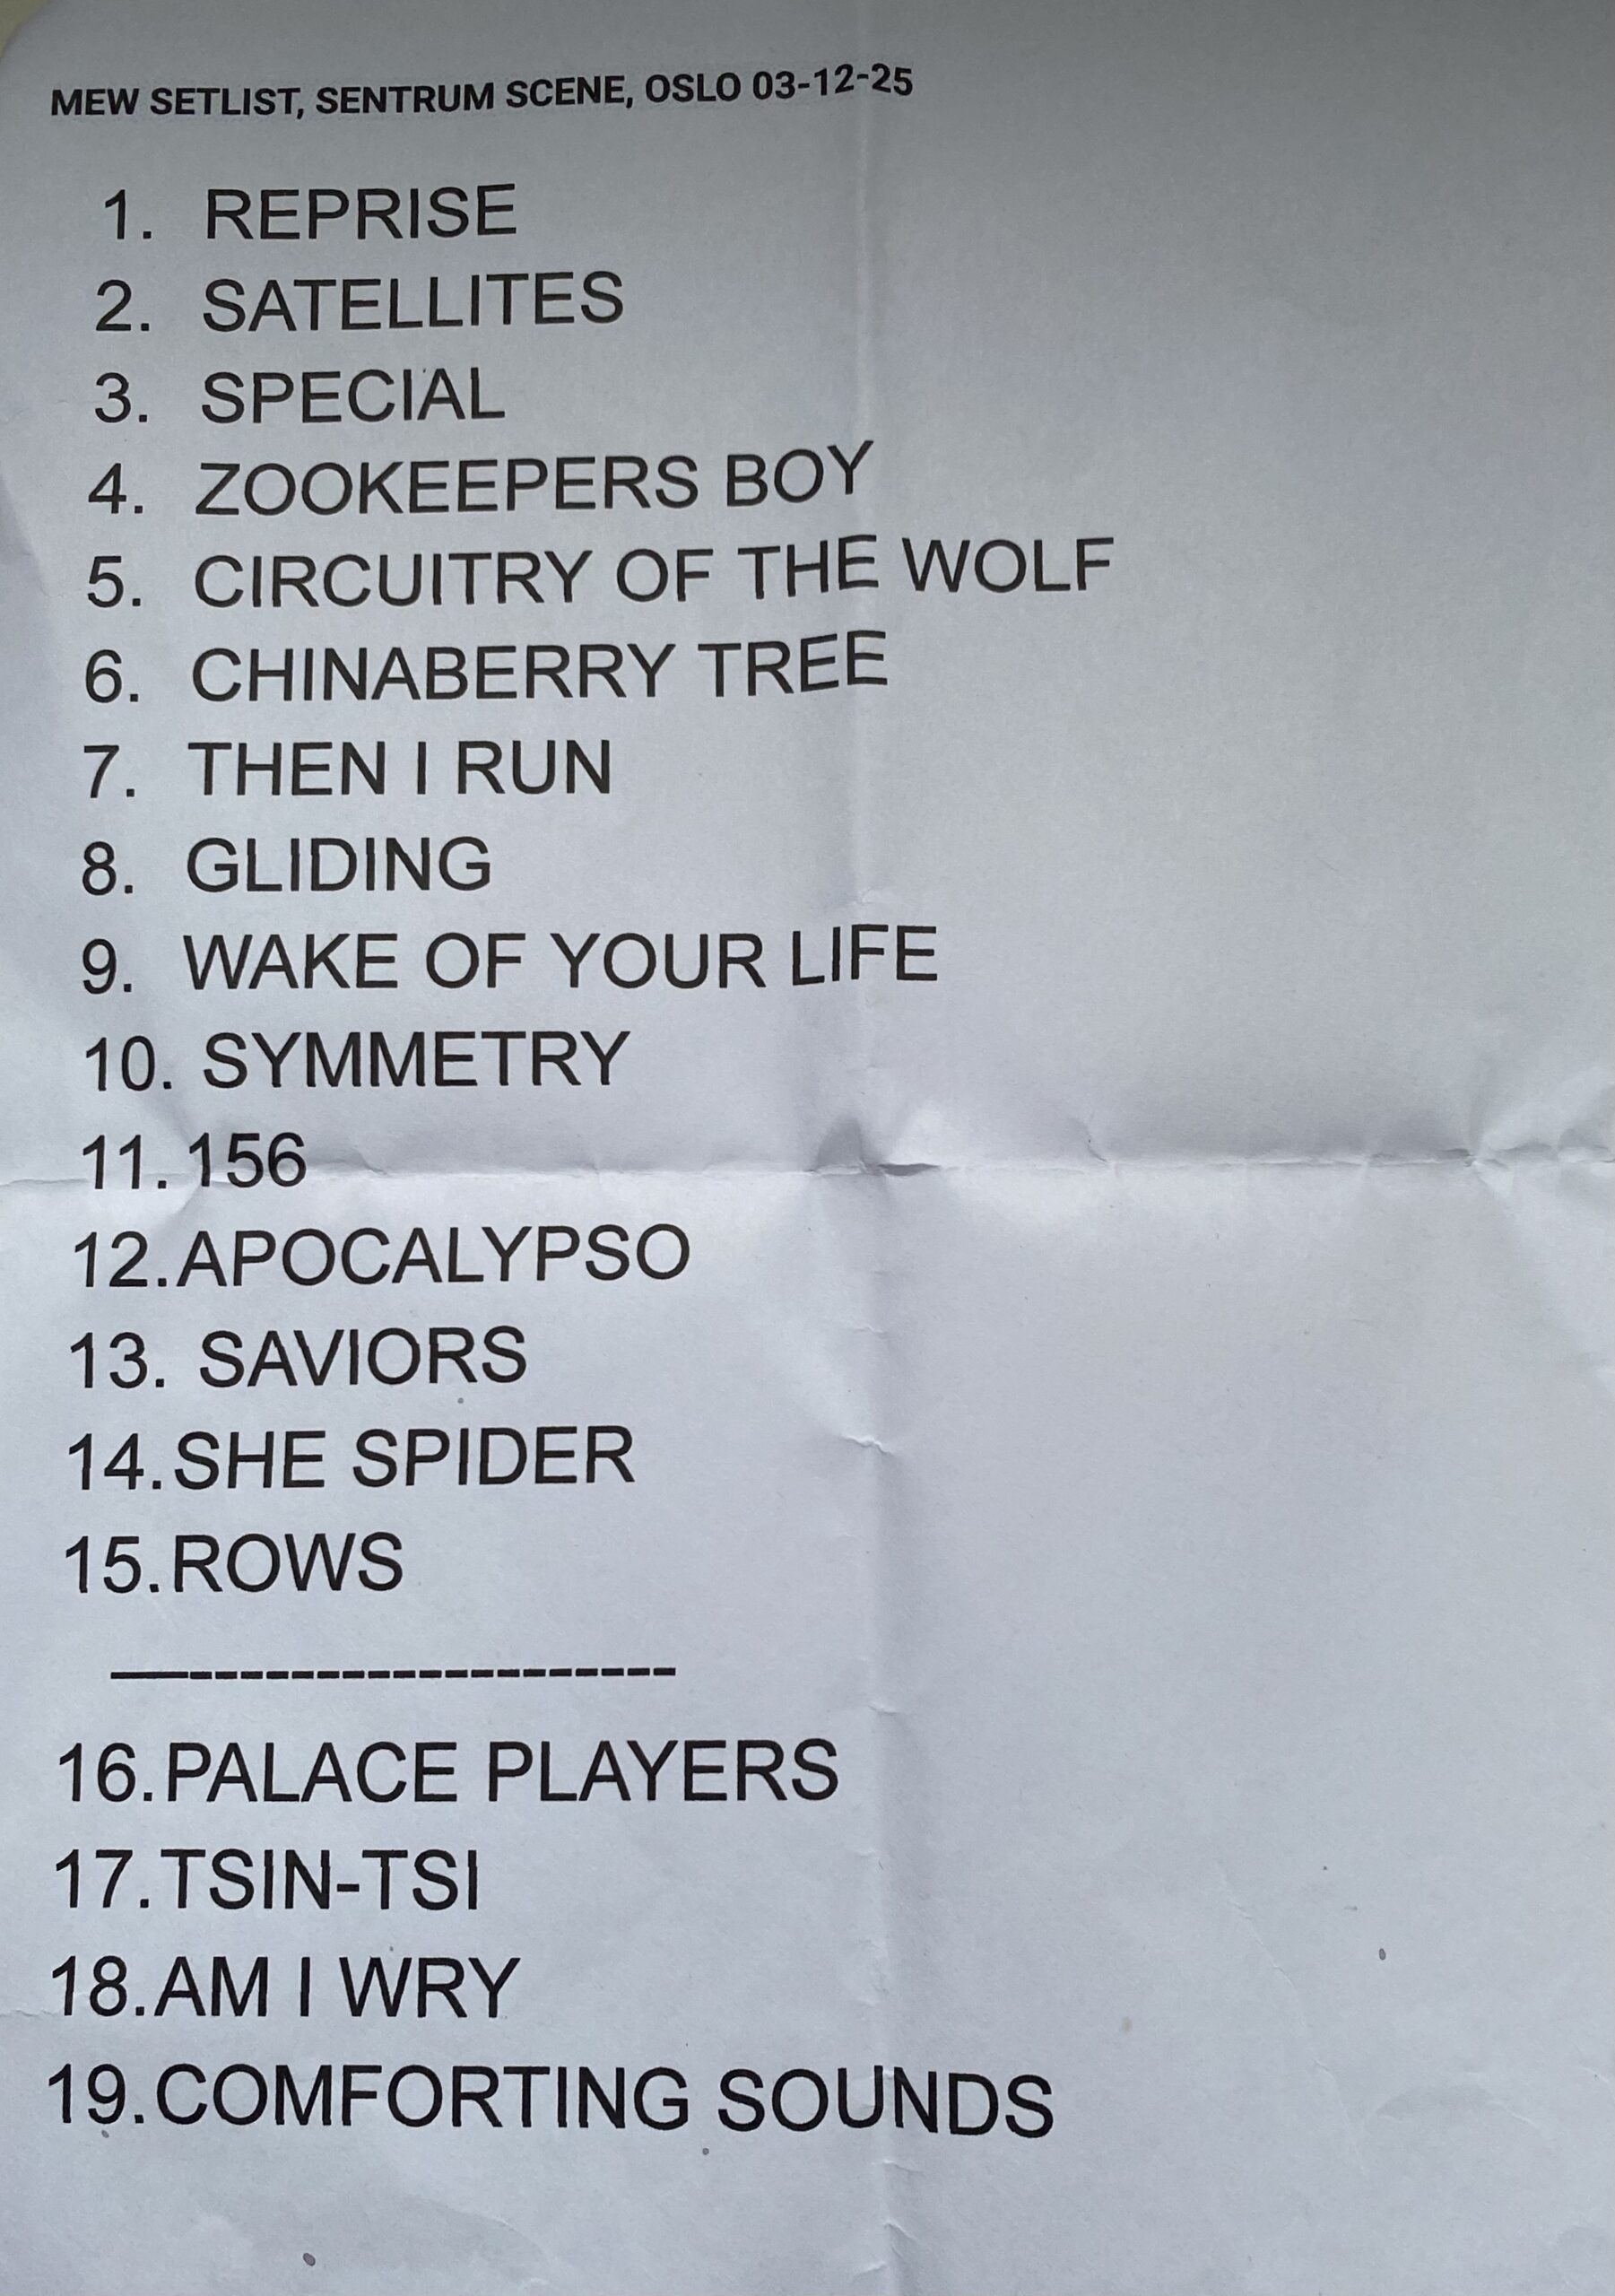 MEW SETLIST, SENTRUM SCENE, OSLO 03-12-25
1. REPRISE
2. SATELLITES
3. SPECIAL
4. ZOOKEEPERS BOY
5. CIRCUITRY OF THE WOLF
6. CHINABERRY TREE
7. THEN I RUN
8. GLIDING
9. WAKE OF YOUR LIFE
10. SYMMETRY
11. 156
12. APOCALYPSO
13. SAVIORS
14. SHE SPIDER
15. ROWS
——-------------------
16. PALACE PLAYERS
17. TSIN-TSI
18. AM I WRY
19. COMFORTING SOUNDS